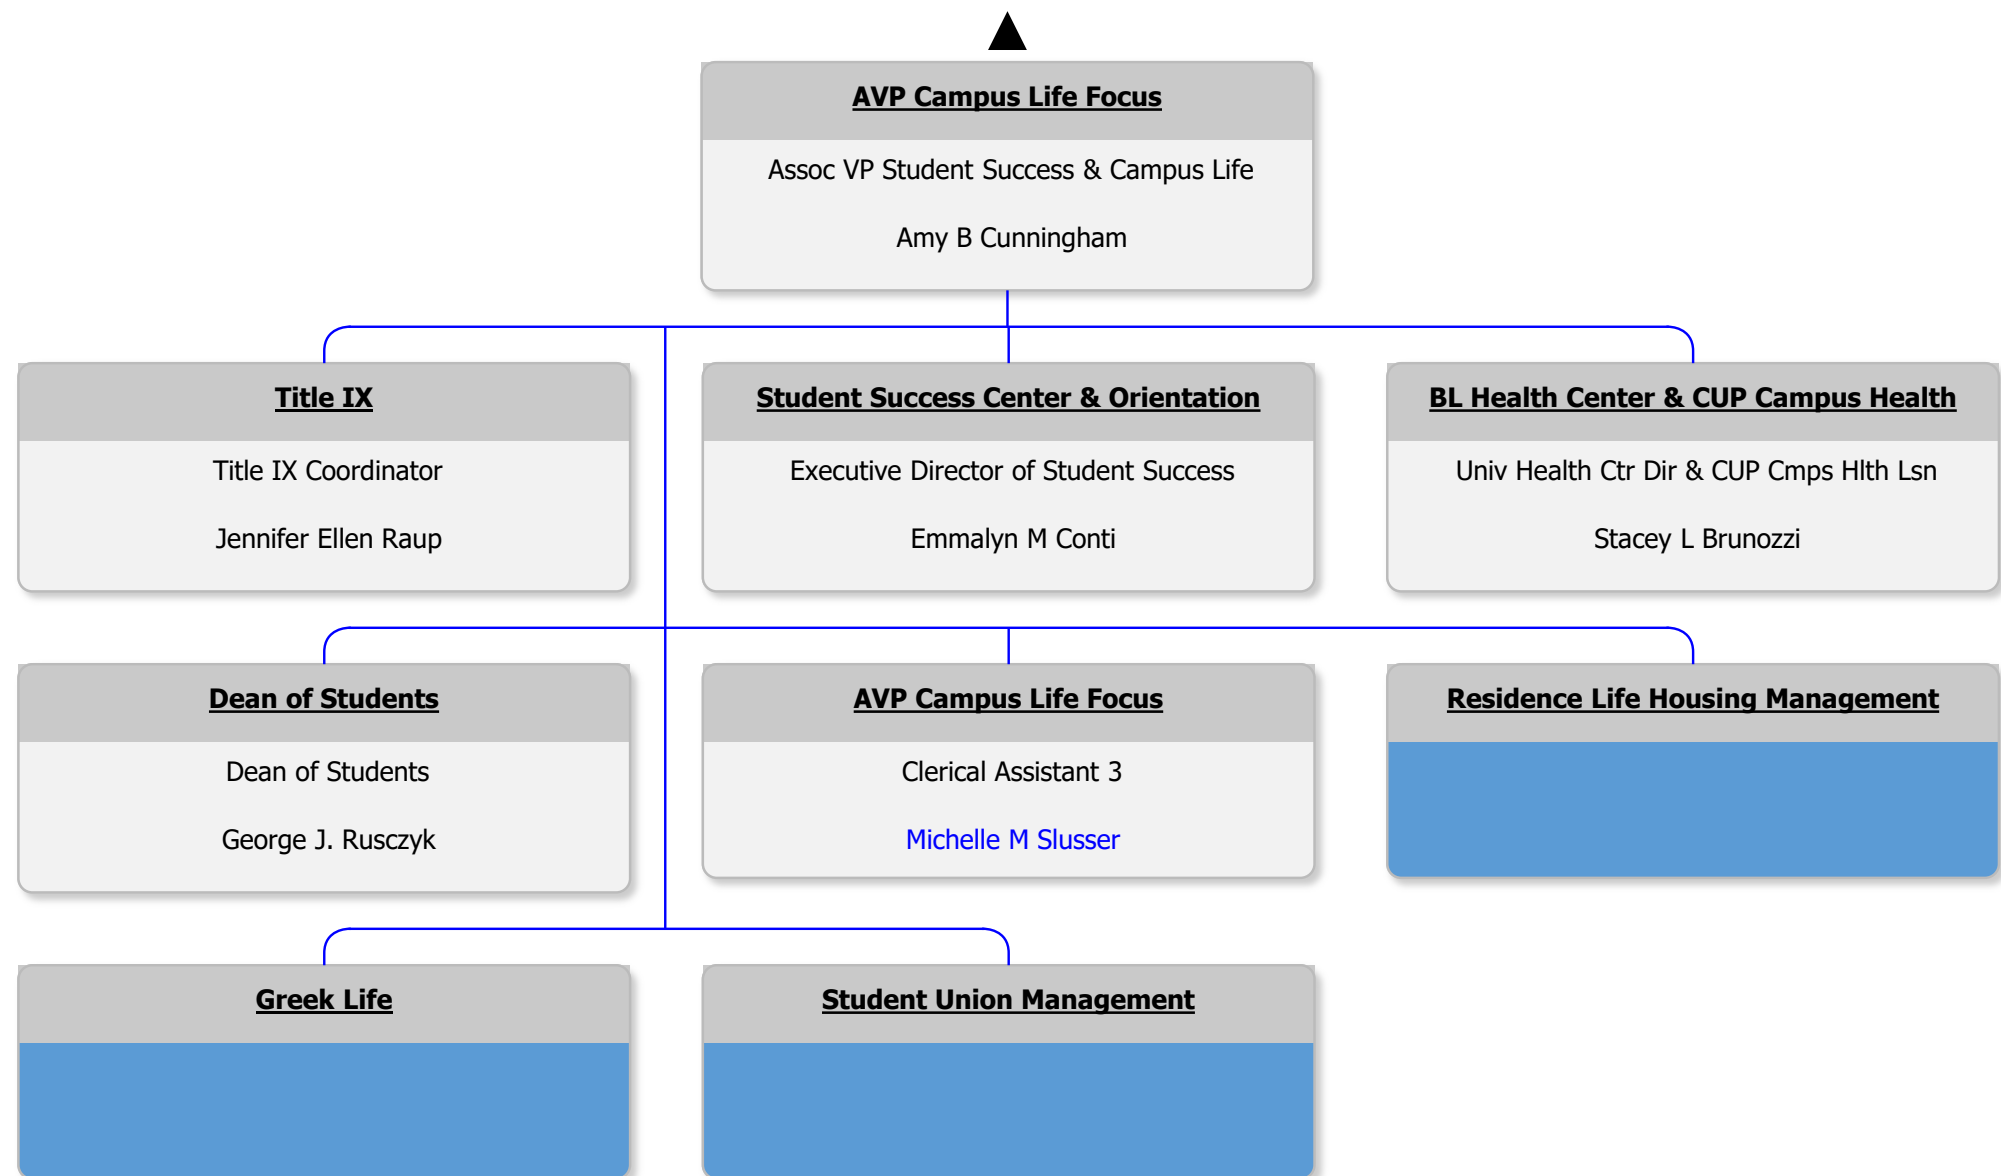 AVP Campus Life Focus
Assoc VP Student Success & Campus Life
Amy B Cunningham
Title IX
Title IX Coordinator
Jennifer Ellen Raup
Student Success Center & Orientation
Executive Director of Student Success
Emmalyn M Conti
BL Health Center & CUP Campus Health
Univ Health Ctr Dir & CUP Cmps Hlth Lsn
Stacey L Brunozzi
Dean of Students
Dean of Students
George J. Rusczyk
AVP Campus Life Focus
Clerical Assistant 3
Michelle M Slusser
Residence Life Housing Management
Greek Life
Student Union Management